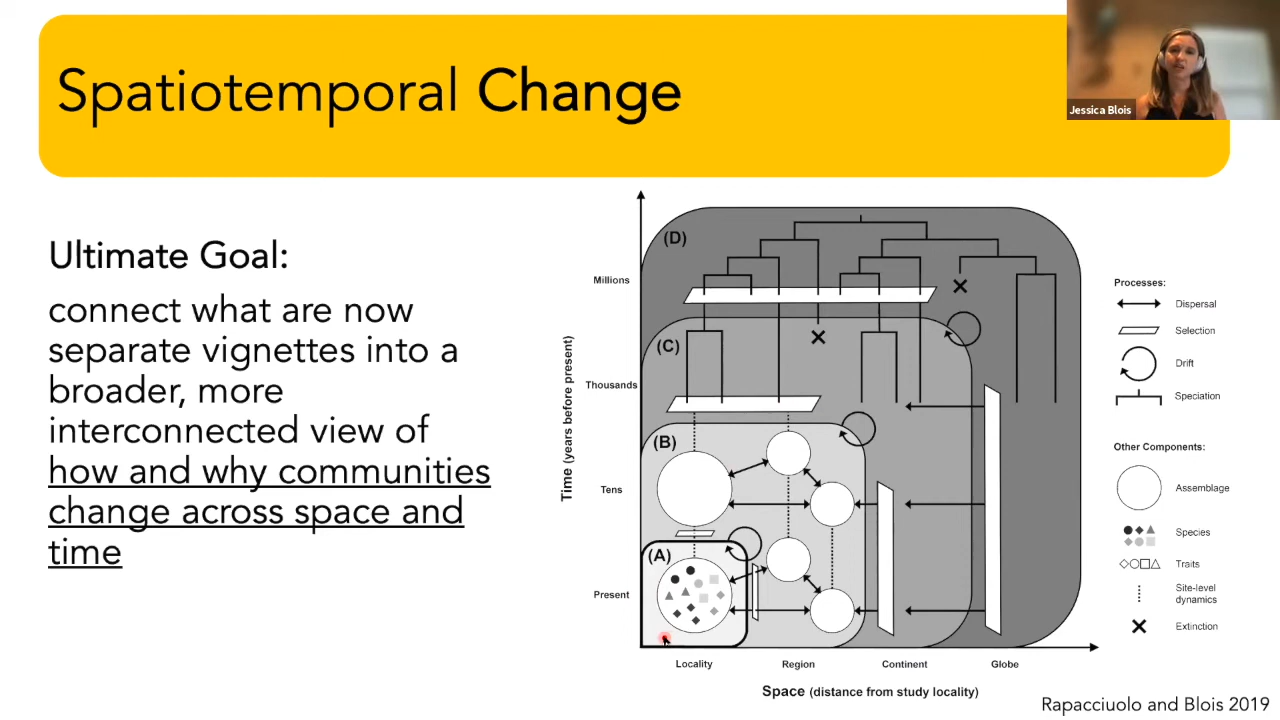 Spatiotemporal Change
Jessica Blois
Ultimate Goal:
connect what are now
separate vignettes into a
broader, more
interconnected view of
how and why communities
change across space and
time
Time (years before present)
Millions
Thousands
Tens
Present
(D)
(C)
(B)
(A)
Locality
Region
Continent
Globe
Space (distance from study locality)
Processes:
Dispersal
Selection
Drift
Speciation
Other Components:
Assemblage
Species
Traits
Site-level
dynamics
Extinction
Rapacciuolo and Blois 2019